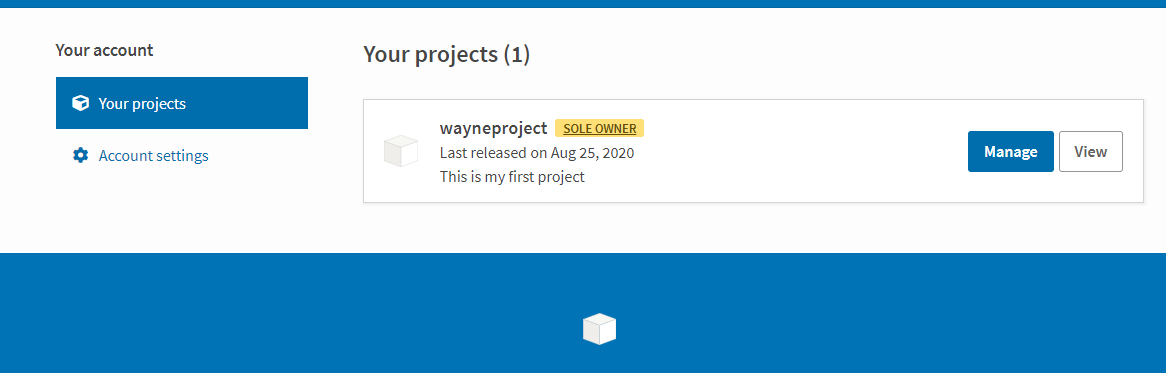 Your account
Your projects
Account settings
Your projects (1)
wayneproject SOLE OWNER
Last released on Aug 25, 2020
This is my first project
Manage View